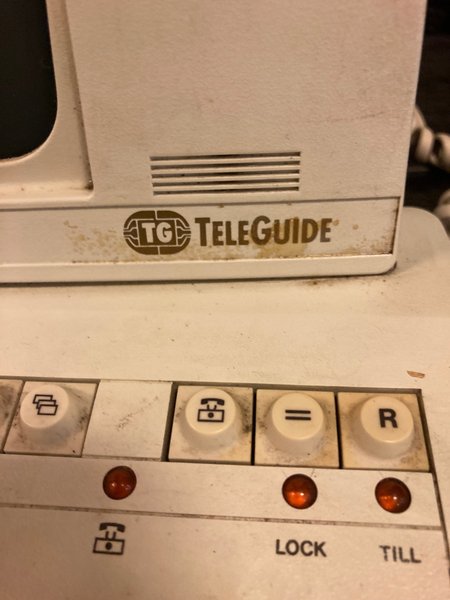 TG TELEGUIDE
= R
LOCK TILL